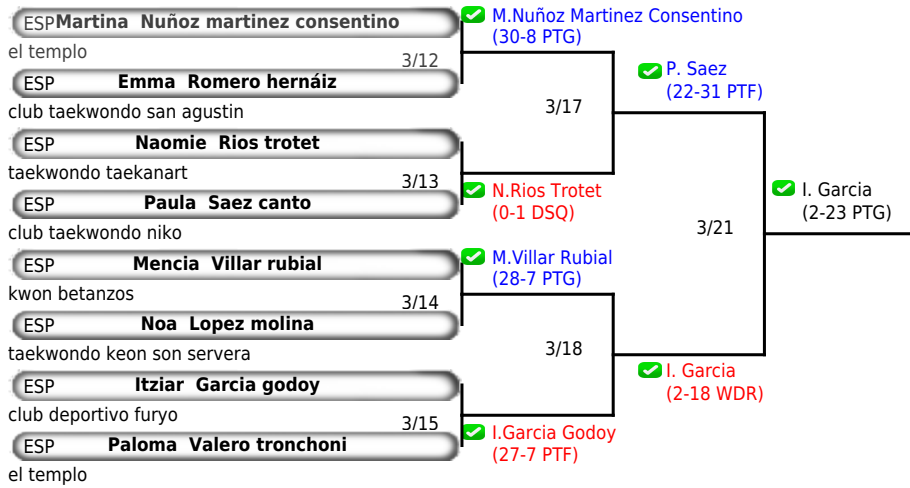 ESP Martina Nuñoz martinez consentino
el templo
3/12
ESP Emma Romero hernáiz
club taekwondo san agustin
ESP Naomie Rios trotet
taekwondo taekanart
3/13
ESP Paula Saez canto
club taekwondo niko
ESP Mencia Villar rubial
kwon betanzos
3/14
ESP Noa Lopez molina
taekwondo keon son servera
ESP Itziar Garcia godoy
club deportivo furyo
3/15
ESP Paloma Valero tronchoni
el templo
M.Nuñoz Martinez Consentino
(30-8 PTG)
3/17
N.Rios Trotet
(0-1 DSQ)
M.Villar Rubial
(28-7 PTG)
3/18
I.Garcia Godoy
(27-7 PTF)
P. Saez
(22-31 PTF)
3/21
I. Garcia
(2-18 WDR)
I. Garcia
(2-23 PTG)